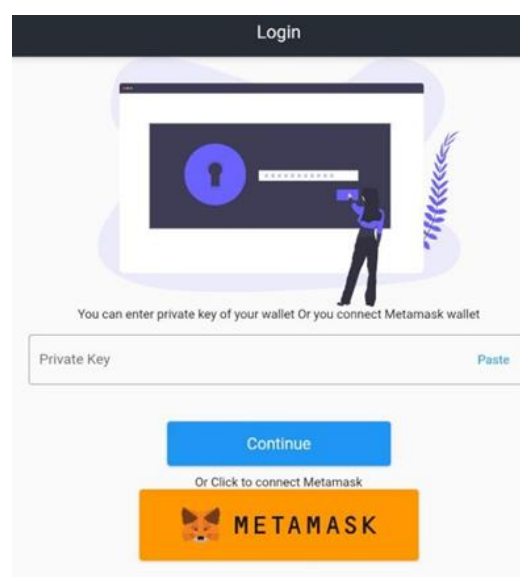 Login
You can enter private key of your wallet Or you connect Metamask wallet
Private Key
Paste
Continue
Or Click to connect Metamask
METAMASK